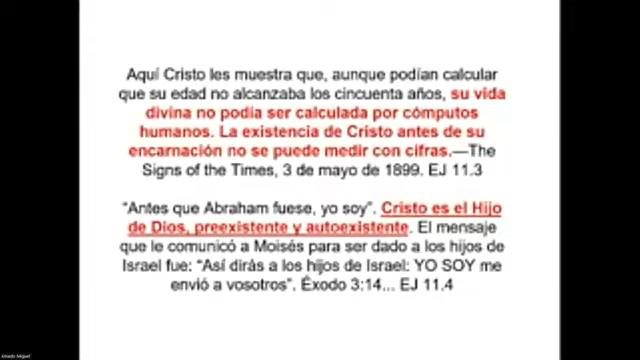 Aquí Cristo les muestra que, aunque podían calcular
que su edad no alcanzaba los cincuenta años, su vida
divina no podía ser calculada por cómputos
humanos. La existencia de Cristo antes de su
encarnación no se puede medir con cifras.—The
Signs of the Times, 3 de mayo de 1899. EJ 11.3
“Antes que Abraham fuese, yo soy”. Cristo es el Hijo
de Dios, preexistente y autoexistente. El mensaje
que le comunicó a Moisés para ser dado a los hijos de
Israel fue: “Así dirás a los hijos de Israel: YO SOY me
envió a vosotros”. Éxodo 3:14... EJ 11.4